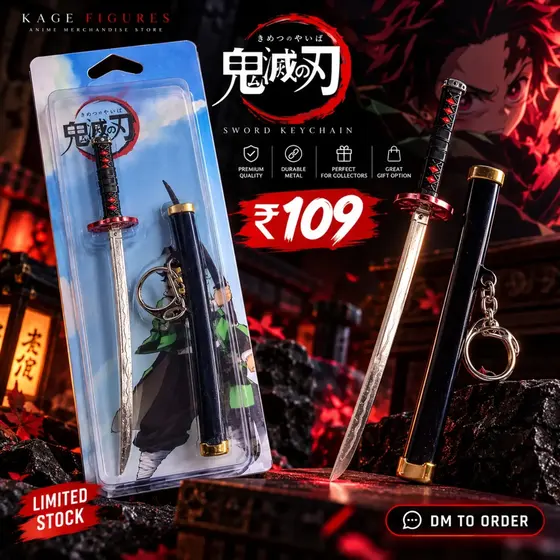 KAGE FIGURES
ANIME MERCHANDISE STORE
きめつのやいば
鬼滅の刃
きめつのやいば
鬼滅の刃
SWORD KEYCHAIN
PREMIUM
QUALITY
DURABLE
METAL
PERFECT
FOR COLLECTORS
GREAT
GIFT OPTION
₹109
LIMITED
STOCK
DM TO ORDER